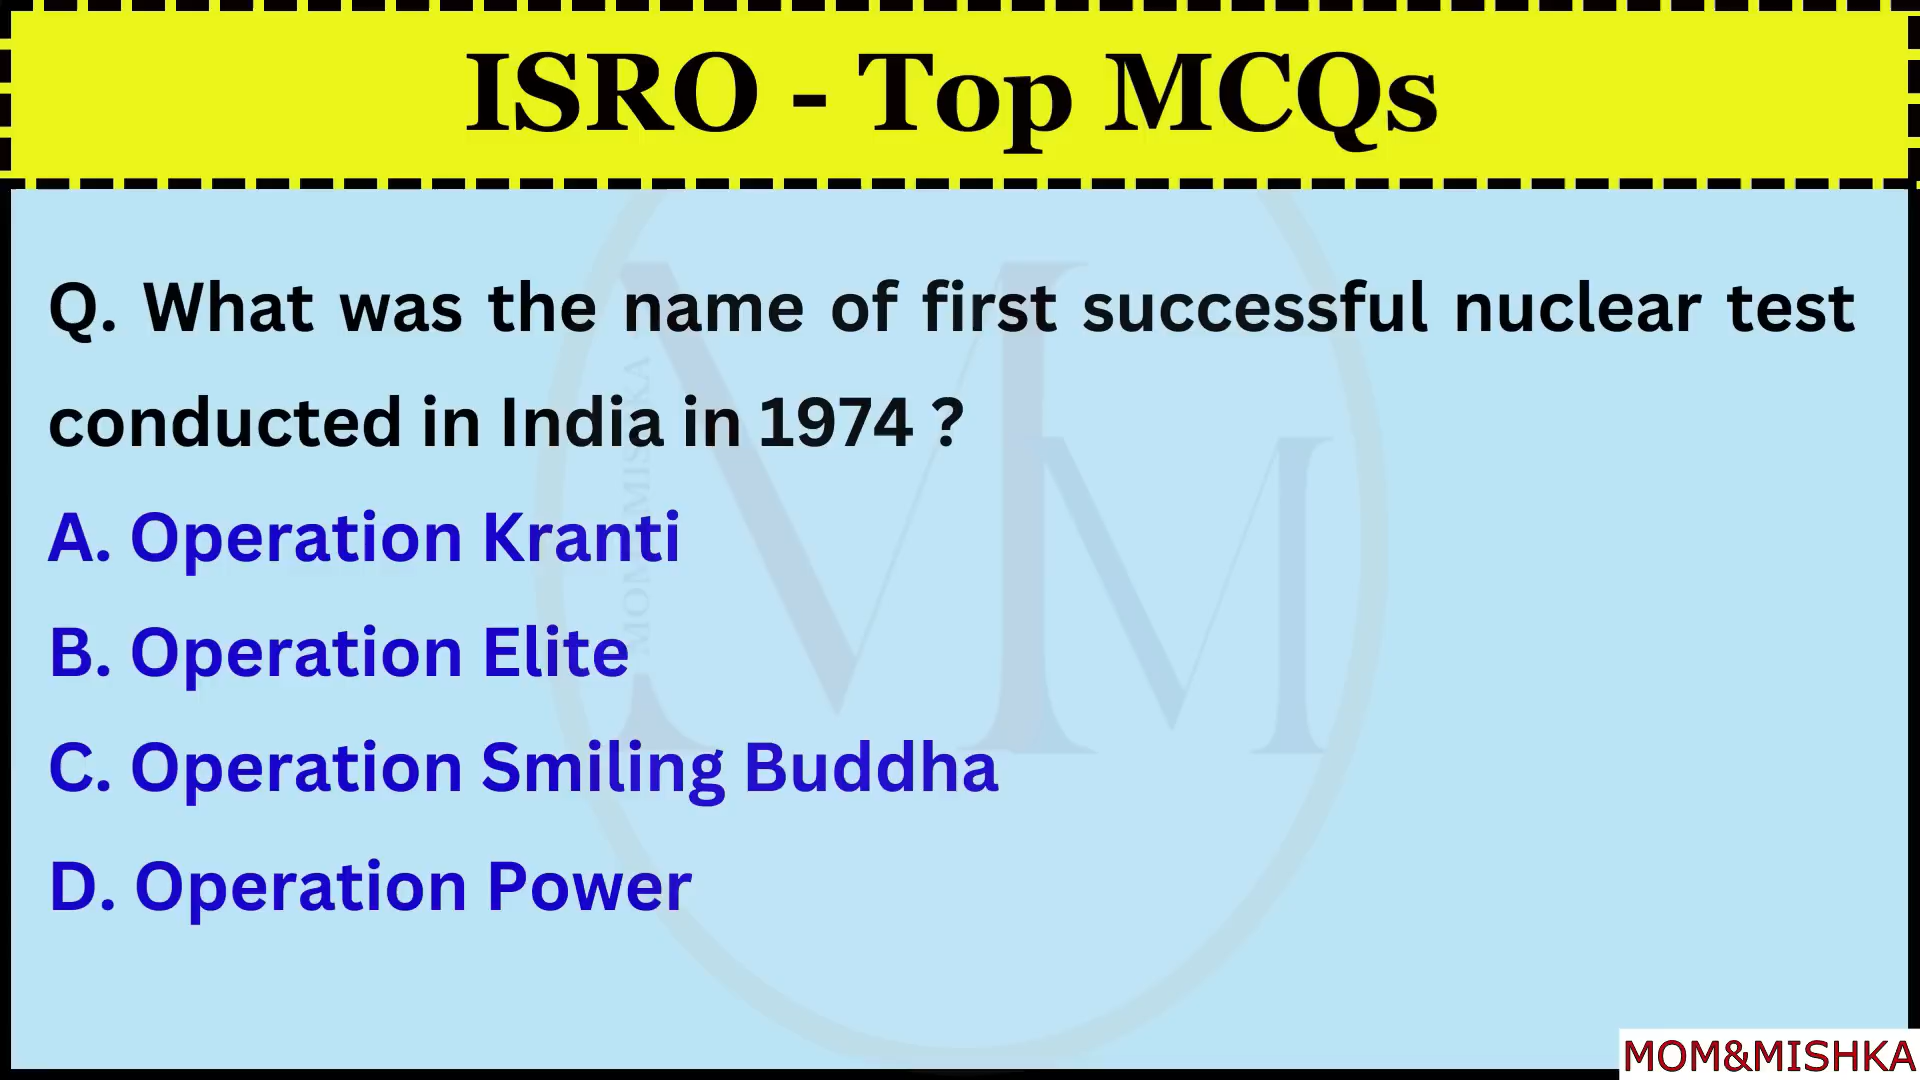 ISRO - Top MCQs
Q. What was the name of first successful nuclear test
conducted in India in 1974 ?
A. Operation Kranti
B. Operation Elite
C. Operation Smiling Buddha
D. Operation Power
MOM&MISHKA